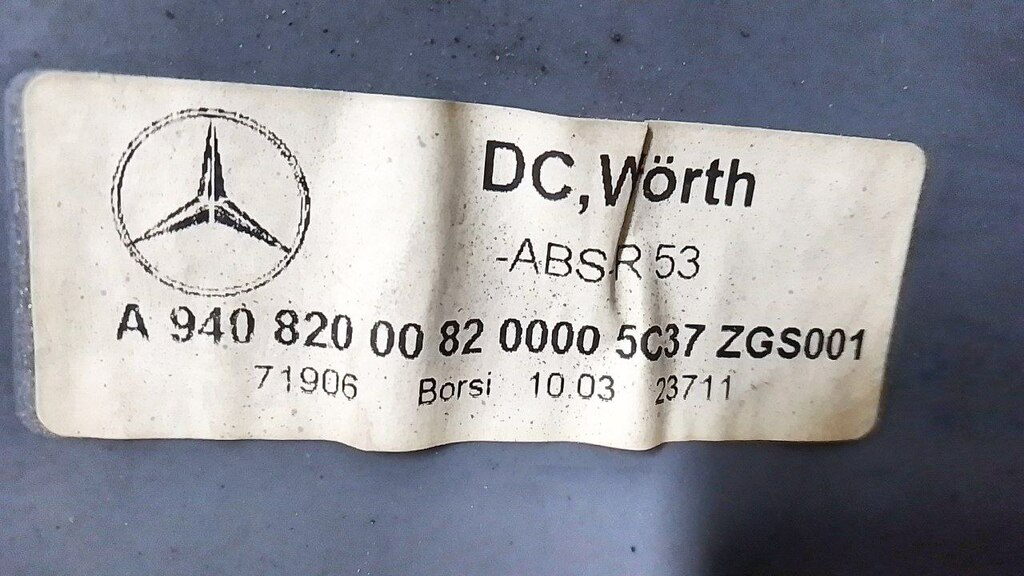 DC,Wörth
-ABSR 53
A 940 820 00 82 0000 5C37 ZGS001
71906 Borsi 10.03 23711